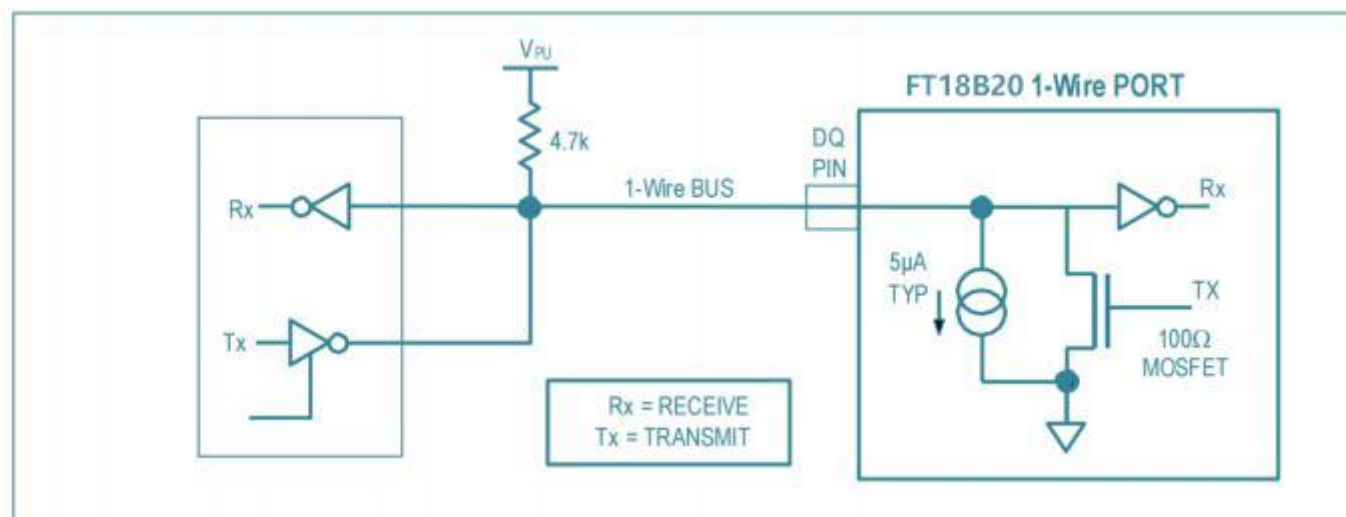 V_PU
FT18B20 1-Wire PORT
4.7k
DQ
PIN
1-Wire BUS
Rx
Rx
5µA
TYP
TX
Tx
100Ω
MOSFET
Rx = RECEIVE
Tx = TRANSMIT